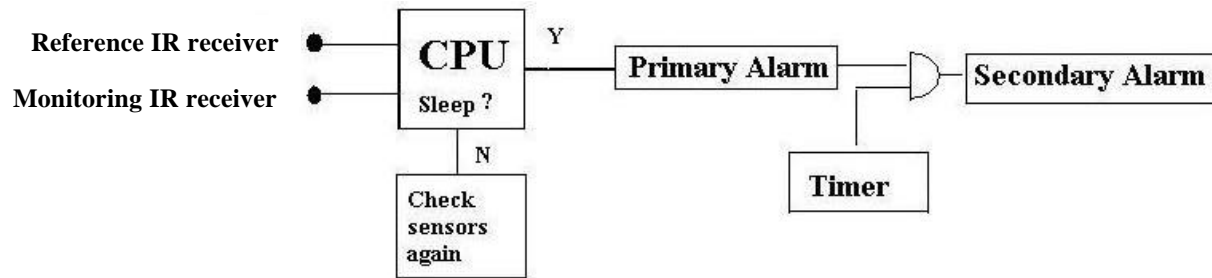 Reference IR receiver
Monitoring IR receiver
CPU
Sleep ?
Y
N
Check
sensors
again
Primary Alarm
Timer
Secondary Alarm